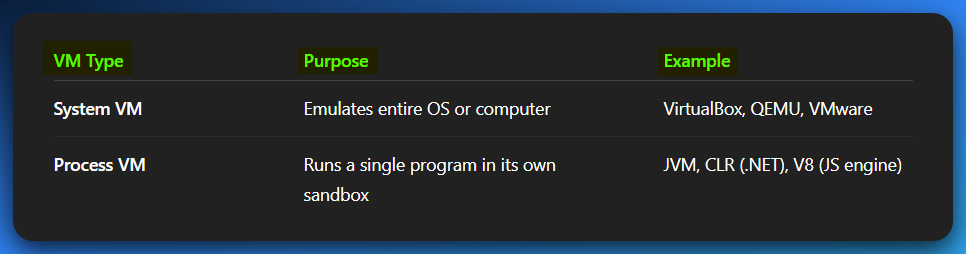 VM Type Purpose Example
System VM Emulates entire OS or computer VirtualBox, QEMU, VMware
Process VM Runs a single program in its own JVM, CLR (.NET), V8 (JS engine)
sandbox